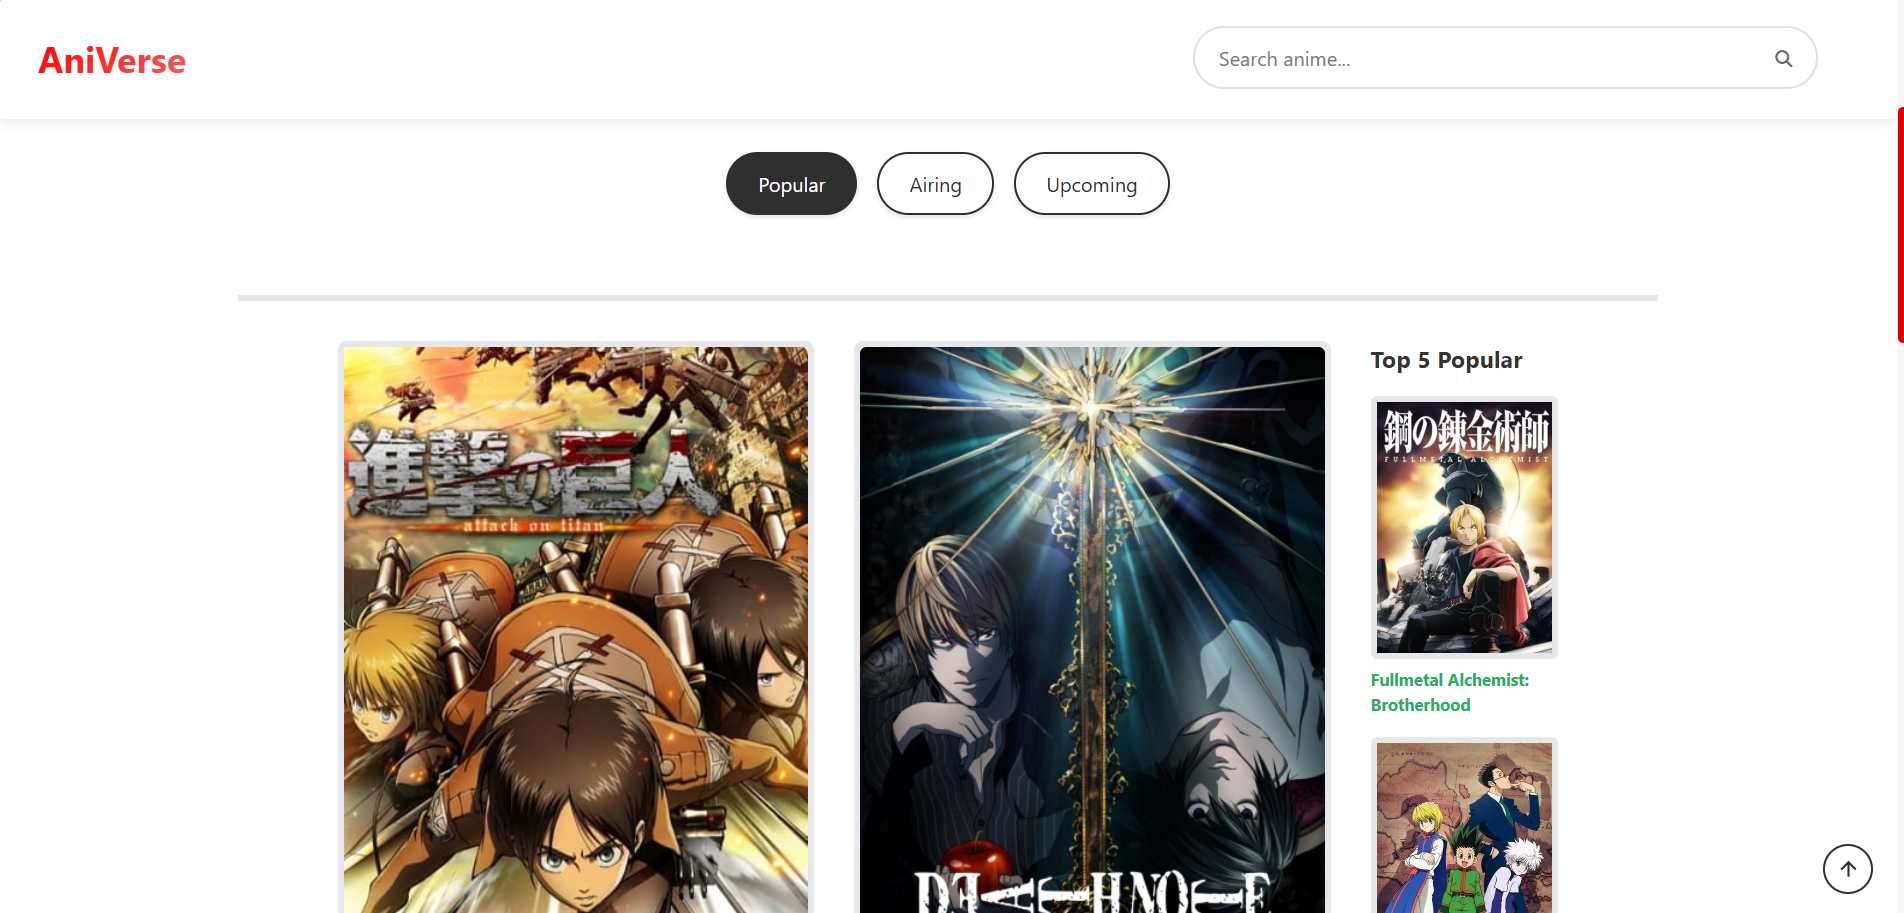 AniVerse
Search anime...
Popular
Airing
Upcoming
進撃の巨人
attack on titan
DEATH NOTE
Top 5 Popular
鋼の錬金術師
FULLMETAL ALCHEMIST
Fullmetal Alchemist:
Brotherhood